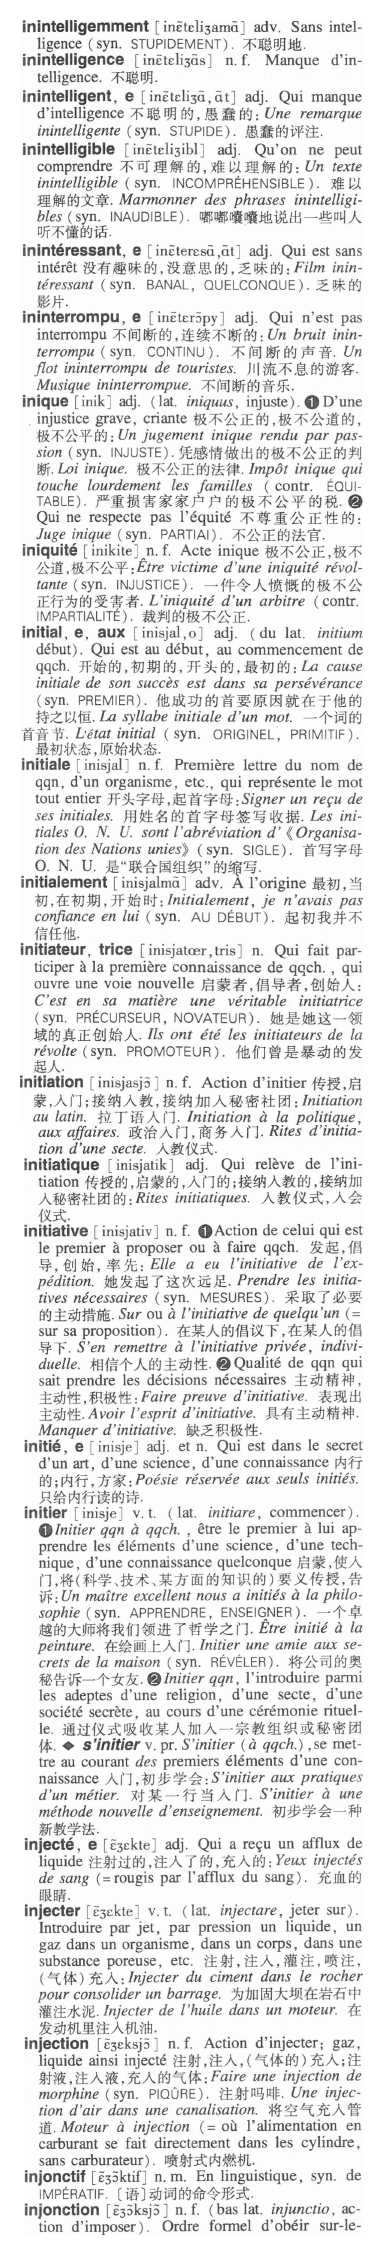 inintelligemment [inɛ̃teliʒamɑ̃] adv. Sans intel-
ligence (syn. STUPIDEMENT). 不聪明地.
inintelligence [inɛ̃teliʒɑ̃s] n. f. Manque d'in-
telligence. 不聪明.
inintelligent, e [inɛ̃teliʒɑ̃, ɑ̃t] adj. Qui manque
d'intelligence 不聪明的, 愚蠢的: Une remarque
inintelligente (syn. STUPIDE). 愚蠢的评注.
inintelligible [inɛ̃teliʒibl] adj. Qu'on ne peut
comprendre 不可理解的, 难以理解的: Un texte
inintelligible (syn. INCOMPRÉHENSIBLE). 难以
理解的文章. Marmonner des phrases inintelligi-
bles (syn. INAUDIBLE). 嘟嘟囔囔地说出一些叫人
听不懂的话.
inintéressant, e [inɛ̃teresɑ̃,ɑ̃t] adj. Qui est sans
intérêt 没有趣味的,没意思的,乏味的: Film inin-
téressant (syn. BANAL, QUELCONQUE). 乏味的
影片.
ininterrompu, e [inɛ̃terɔ̃py] adj. Qui n'est pas
interrompu 不间断的,连续不断的: Un bruit inin-
terrompu (syn. CONTINU). 不间断的声音. Un
flot ininterrompu de touristes. 川流不息的游客.
Musique ininterrompue. 不间断的音乐.
inique [inik] adj. (lat. iniquus, injuste). ❶ D'une
injustice grave, criante 极不公正的,极不公道的,
极不公平的: Un jugement inique rendu par pas-
sion (syn. INJUSTE). 凭感情做出的极不公正的判
断. Loi inique. 极不公正的法律. Impôt inique qui
touche lourdement les familles (contr. ÉQUI-
TABLE). 严重损害家家户户的极不公平的税. ❷
Qui ne respecte pas l'équité 不尊重公正性的:
Juge inique (syn. PARTIAl). 不公正的法官.
iniquité [inikite] n. f. Acte inique 极不公正,极不
公道,极不公平: Être victime d'une iniquité révol-
tante (syn. INJUSTICE). 一件令人愤慨的极不公
正行为的受害者. L'iniquité d'un arbitre (contr.
IMPARTIALITÉ). 裁判的极不公正.
initial, e, aux [inisjal,o] adj. (du lat. initium
début). Qui est au début, au commencement de
qqch. 开始的,初期的,开头的,最初的: La cause
initiale de son succès est dans sa persévérance
(syn. PREMIER). 他成功的首要原因就在于他的
持之以恒. La syllabe initiale d'un mot. 一个词的
首音节. L'état initial (syn. ORIGINEL, PRIMITIF).
最初状态,原始状态.
initiale [inisjal] n. f. Première lettre du nom de
qqn, d'un organisme, etc., qui représente le mot
tout entier 开头字母,起首字母: Signer un reçu de
ses initiales. 用姓名的首字母签写收据. Les ini-
tiales O. N. U. sont l'abréviation d'《Organisa-
tion des Nations unies》(syn. SIGLE). 首写字母
O. N. U. 是“联合国组织”的缩写.
initialement [inisjalmɑ̃] adv. À l'origine 最初,当
初,在初期,开始时: Initialement, je n'avais pas
confiance en lui (syn. AU DÉBUT). 起初我并不
信任他.
initiateur, trice [inisjatœr,tris] n. Qui fait par-
ticiper à la première connaissance de qqch. , qui
ouvre une voie nouvelle 启蒙者,倡导者,创始人:
C'est en sa matière une véritable initiatrice
(syn. PRÉCURSEUR, NOVATEUR). 她是她这一领
域的真正创始人. Ils ont été les initiateurs de la
révolte (syn. PROMOTEUR). 他们曾是暴动的发
起人.
initiation [inisjasjɔ̃] n. f. Action d'initier 传授,启
蒙,入门;接纳入教,接纳加入秘密社团: Initiation
au latin. 拉丁语入门. Initiation à la politique,
aux affaires. 政治入门,商务入门. Rites d'initia-
tion d'une secte. 入教仪式.
initiatique [inisjatik] adj. Qui relève de l'ini-
tiation 传授的,启蒙的,入门的;接纳入教的,接纳加
入秘密社团的: Rites initiatiques. 入教仪式,入会
仪式.
initiative [inisjativ] n. f. ❶ Action de celui qui est
le premier à proposer ou à faire qqch. 发起,倡
导, 创始, 率先: Elle a eu l'initiative de l'ex-
pédition. 她发起了这次远足. Prendre les initia-
tives nécessaires (syn. MESURES). 采取了必要
的主动措施. Sur ou à l'initiative de quelqu'un (=
sur sa proposition). 在某人的倡议下,在某人的倡
导下. S'en remettre à l'initiative privée, indivi-
duelle. 相信个人的主动性. ❷ Qualité de qqn qui
sait prendre les décisions nécessaires 主动精神,
主动性,积极性: Faire preuve d'initiative. 表现出
主动性. Avoir l'esprit d'initiative. 具有主动精神.
Manquer d'initiative. 缺乏积极性.
initié, e [inisje] adj. et n. Qui est dans le secret
d'un art, d'une science, d'une connaissance 内行
的;内行,方家: Poésie réservée aux seuls initiés.
只给内行读的诗.
initier [inisje] v. t. (lat. initiare, commencer).
❶ Initier qqn à qqch. , être le premier à lui ap-
prendre les éléments d'une science, d'une tech-
nique, d'une connaissance quelconque 启蒙,使入
门,将(科学、技术、某方面的知识的)要义传授,告
诉: Un maître excellent nous a initiés à la philo-
sophie (syn. APPRENDRE, ENSEIGNER). 一个卓
越的大师将我们领进了哲学之门. Être initié à la
peinture. 在绘画上入门. Initier une amie aux se-
crets de la maison (syn. RÉVÉLER). 将公司的奥
秘告诉一个女友. ❷ Initier qqn, l'introduire parmi
les adeptes d'une religion, d'une secte, d'une
société secrète, au cours d'une cérémonie rituel-
le. 通过仪式吸收某人加入一宗教组织或秘密团
体. ◆ s'initier v. pr. S'initier (à qqch.) ,se met-
tre au courant des premiers éléments d'une con-
naissance 入门,初步学会: S'initier aux pratiques
d'un métier. 对某一行当入门. S'initier à une
méthode nouvelle d'enseignement. 初步学会一种
新教学法.
injecté, e [ɛ̃ʒɛkte] adj. Qui a reçu un afflux de
liquide 注射过的,注入了的,充入的: Yeux injectés
de sang (= rougis par l'afflux du sang). 充血的
眼睛.
injecter [ɛ̃ʒɛkte] v. t. (lat. injectare, jeter sur).
Introduire par jet, par pression un liquide, un
gaz dans un organisme, dans un corps, dans une
substance poreuse, etc. 注射,注入,灌注,喷注,
(气体)充入: Injecter du ciment dans le rocher
pour consolider un barrage. 为加固大坝在岩石中
灌注水泥. Injecter de l'huile dans un moteur. 在
发动机里注入机油.
injection [ɛ̃ʒɛksjɔ̃] n. f. Action d'injecter; gaz,
liquide ainsi injecté 注射,注入,(气体的)充入;注
射液,注入液,充入的气体: Faire une injection de
morphine (syn. PIQÛRE). 注射吗啡. Une injec-
tion d'air dans une canalisation. 将空气充入管
道. Moteur à injection (= où l'alimentation en
carburant se fait directement dans les cylindre,
sans carburateur). 喷射式内燃机.
injonctif [ɛ̃ʒɔ̃ktif] n. m. En linguistique, syn. de
IMPÉRATIF. 〔语〕动词的命令形式.
injonction [ɛ̃ʒɔ̃ksjɔ̃] n. f. (bas lat. injunctio, ac-
tion d'imposer). Ordre formel d'obéir sur-le-